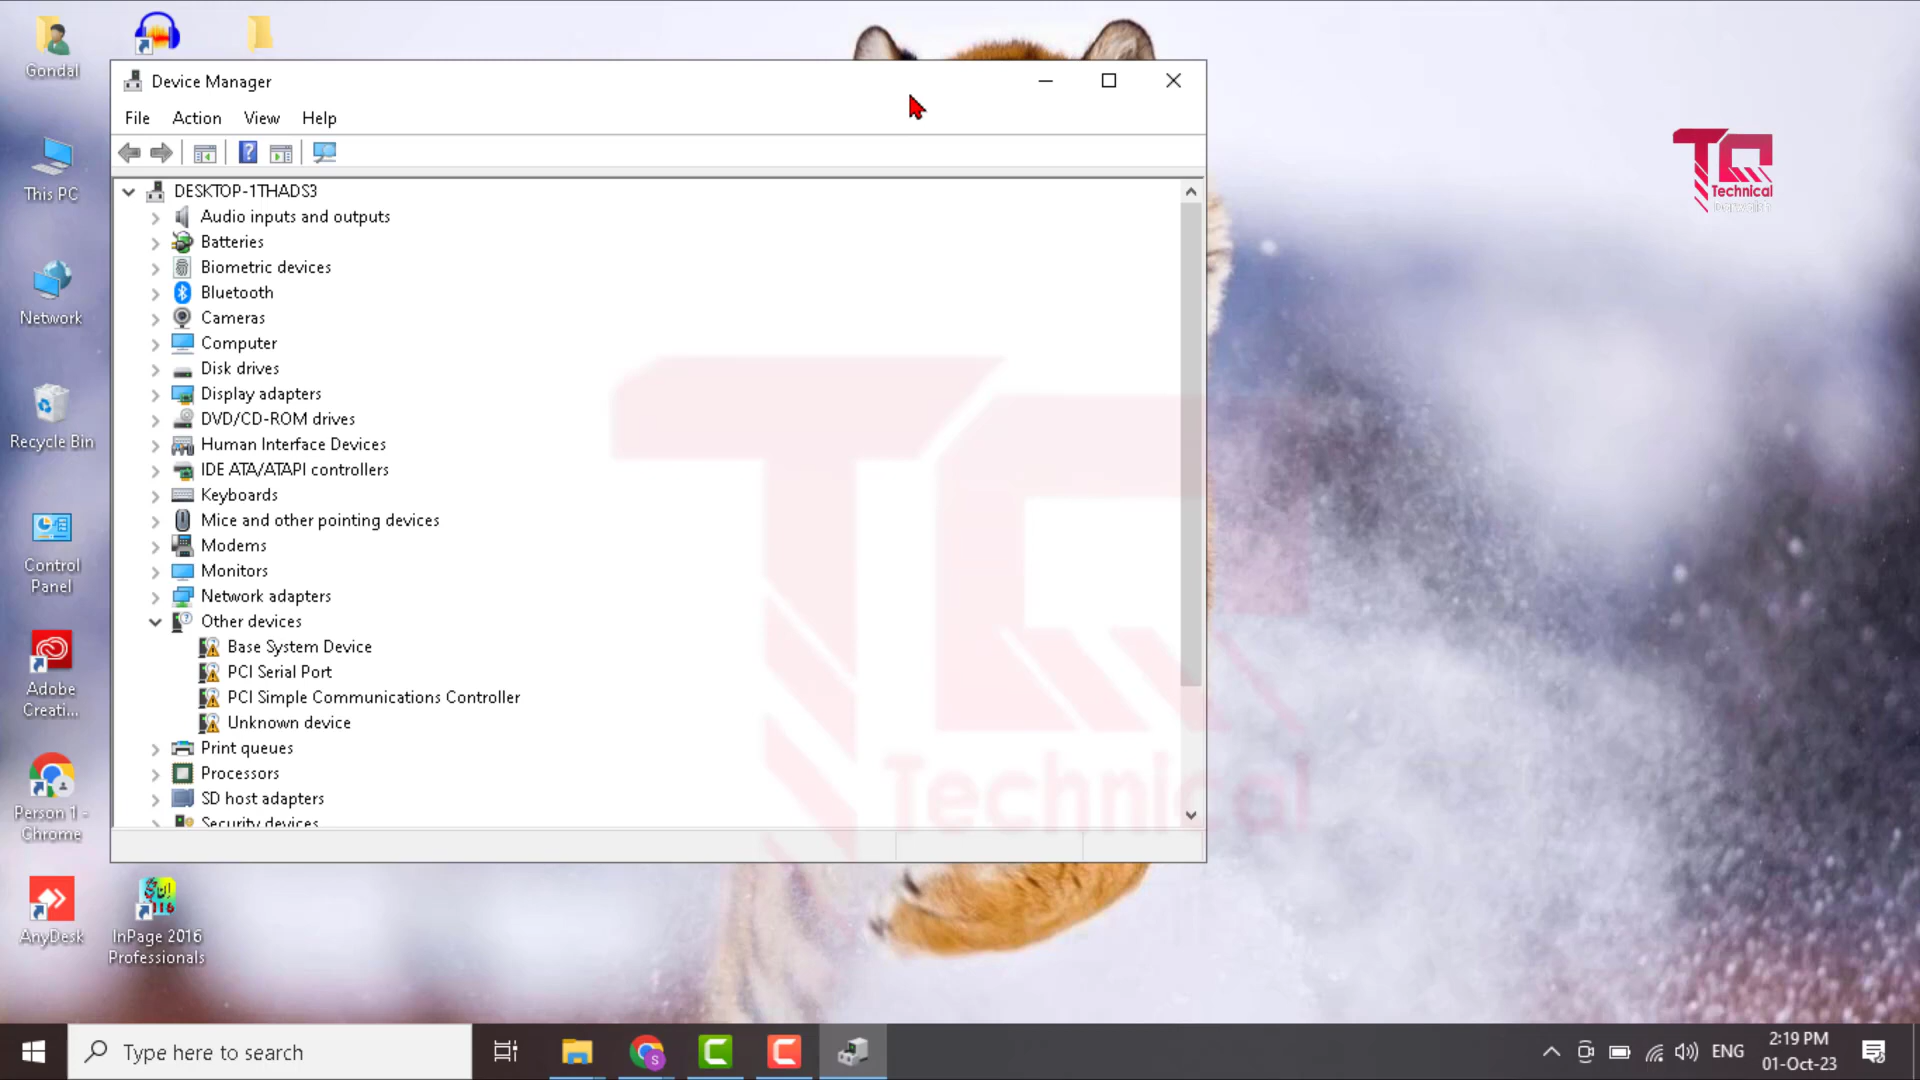 Gondal
This PC
Network
Recycle Bin
Control
Panel
Adobe
Creati...
Person 1 -
Chrome
AnyDesk
InPage 2016
Professionals
Device Manager
File Action View Help
DESKTOP-1THADS3
Audio inputs and outputs
Batteries
Biometric devices
Bluetooth
Cameras
Computer
Disk drives
Display adapters
DVD/CD-ROM drives
Human Interface Devices
IDE ATA/ATAPI controllers
Keyboards
Mice and other pointing devices
Modems
Monitors
Network adapters
Other devices
Base System Device
PCI Serial Port
PCI Simple Communications Controller
Unknown device
Print queues
Processors
SD host adapters
Security devices
TQ
Technical
TQ
Technical
Type here to search
ENG
2:19 PM
01-Oct-23